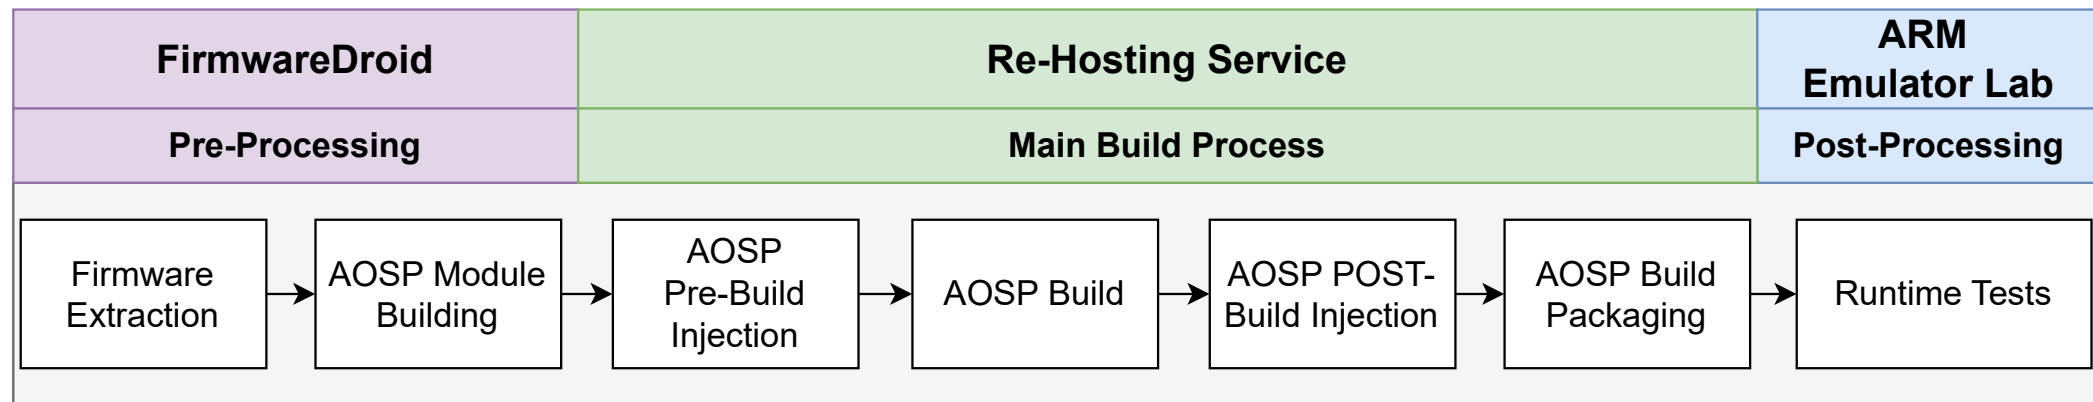 FirmwareDroid
Re-Hosting Service
ARM
Emulator Lab
Pre-Processing
Main Build Process
Post-Processing
Firmware
Extraction
AOSP Module
Building
AOSP
Pre-Build
Injection
AOSP Build
AOSP POST-
Build Injection
AOSP Build
Packaging
Runtime Tests